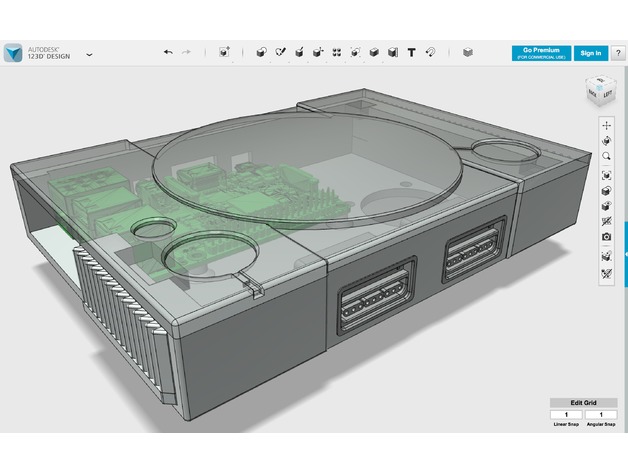 AUTODESK®
123D® DESIGN
Go Premium
(FOR COMMERCIAL USE)
Sign In
?
LEFT
Edit Grid
1 1
Linear Snap Angular Snap